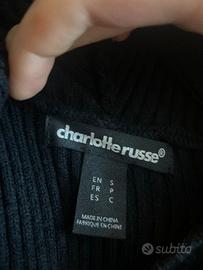 charlotte russe®
EN S
FR P
ES C
MADE IN CHINA
FABRIQUÉ EN CHINE
subito